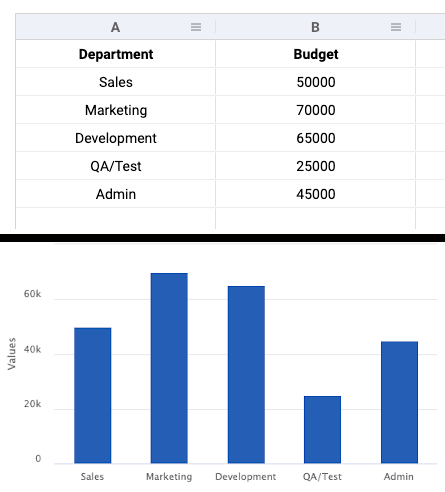 A B
Department Budget
Sales 50000
Marketing 70000
Development 65000
QA/Test 25000
Admin 45000
60k
40k
20k
0
Values
Sales Marketing Development QA/Test Admin